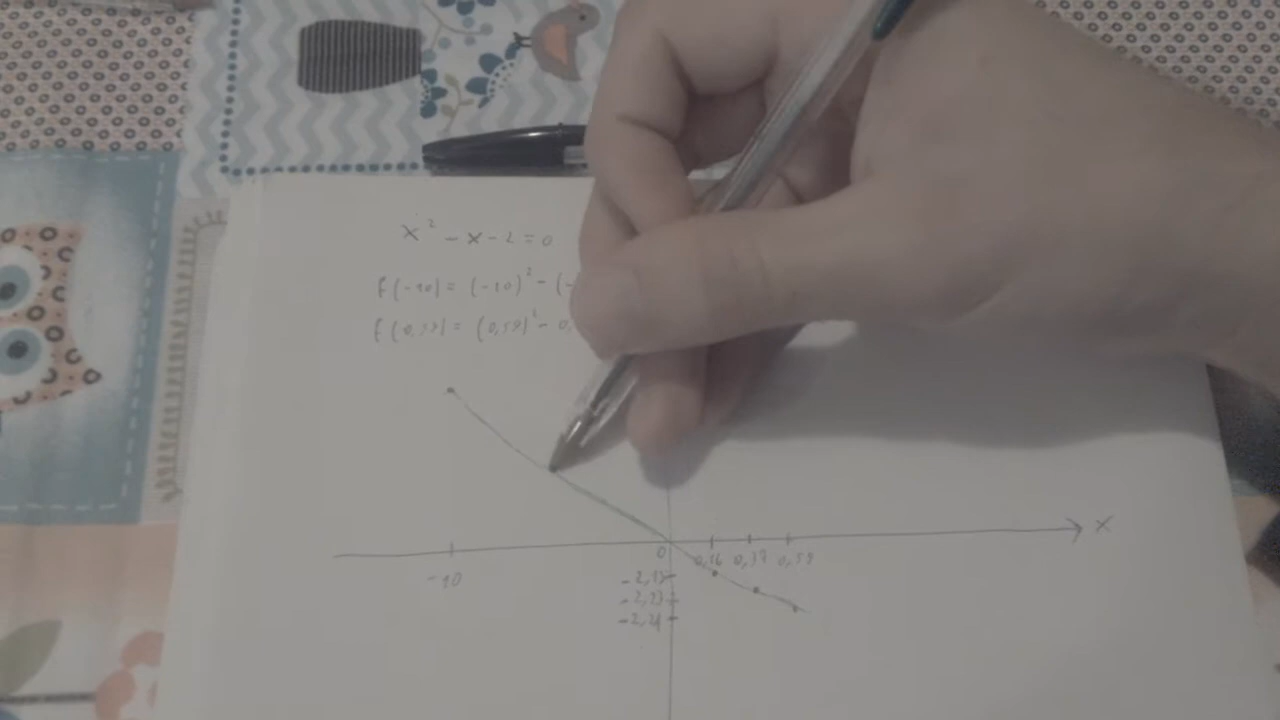 x² - x - 2 = 0
f(-10) = (-10)² - (-
f(0,59) = (0,59)² - 0,
x
0
0,16 0,37 0,59
-10
-2,13
-2,23
-2,24